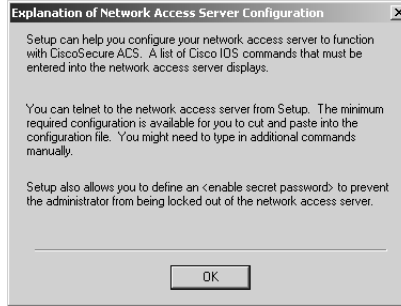 Explanation of Network Access Server Configuration
Setup can help you configure your network access server to function
with CiscoSecure ACS. A list of Cisco IOS commands that must be
entered into the network access server displays.
You can telnet to the network access server from Setup. The minimum
required configuration is available for you to cut and paste into the
configuration file. You might need to type in additional commands
manually.
Setup also allows you to define an <enable secret password> to prevent
the administrator from being locked out of the network access server.
OK